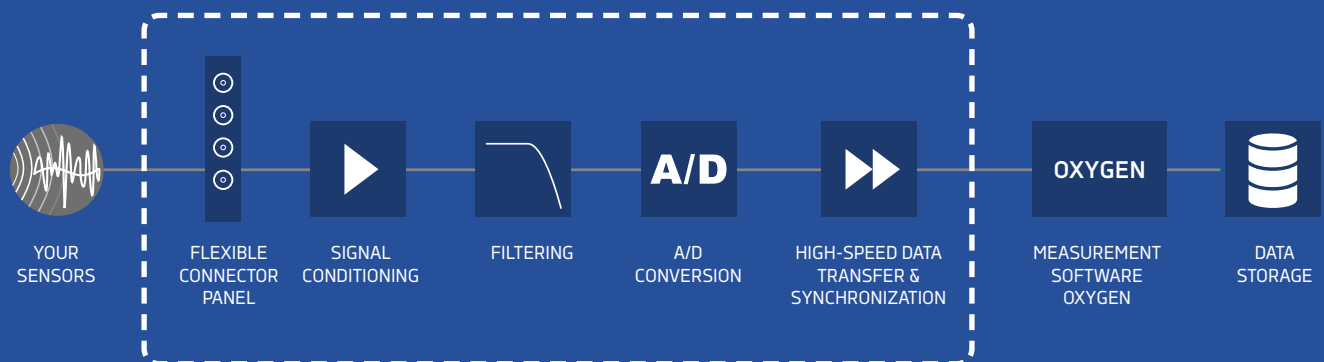 A/D
OXYGEN
YOUR
SENSORS
FLEXIBLE
CONNECTOR
PANEL
SIGNAL
CONDITIONING
FILTERING
A/D
CONVERSION
HIGH-SPEED DATA
TRANSFER &
SYNCHRONIZATION
MEASUREMENT
SOFTWARE
OXYGEN
DATA
STORAGE